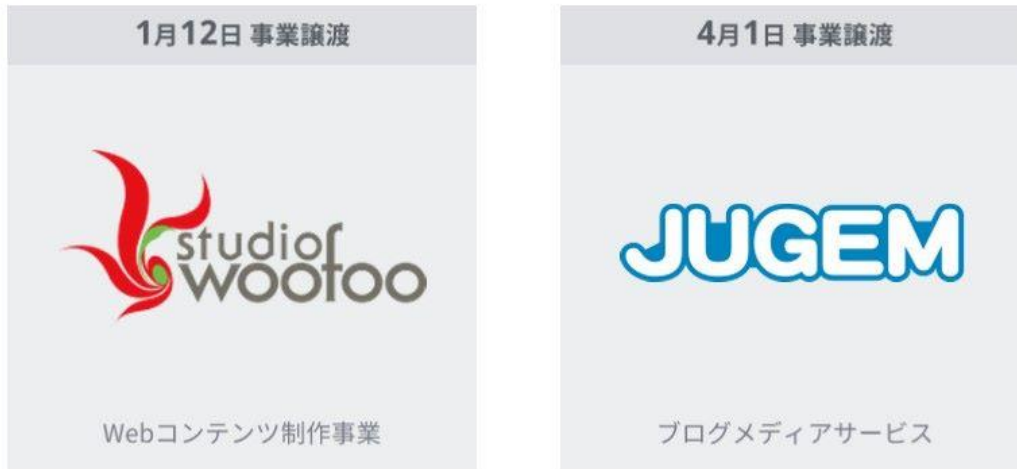 1月12日 事業譲渡
studio
woofoo
Webコンテンツ制作事業
4月1日 事業譲渡
JUGEM
ブログメディアサービス